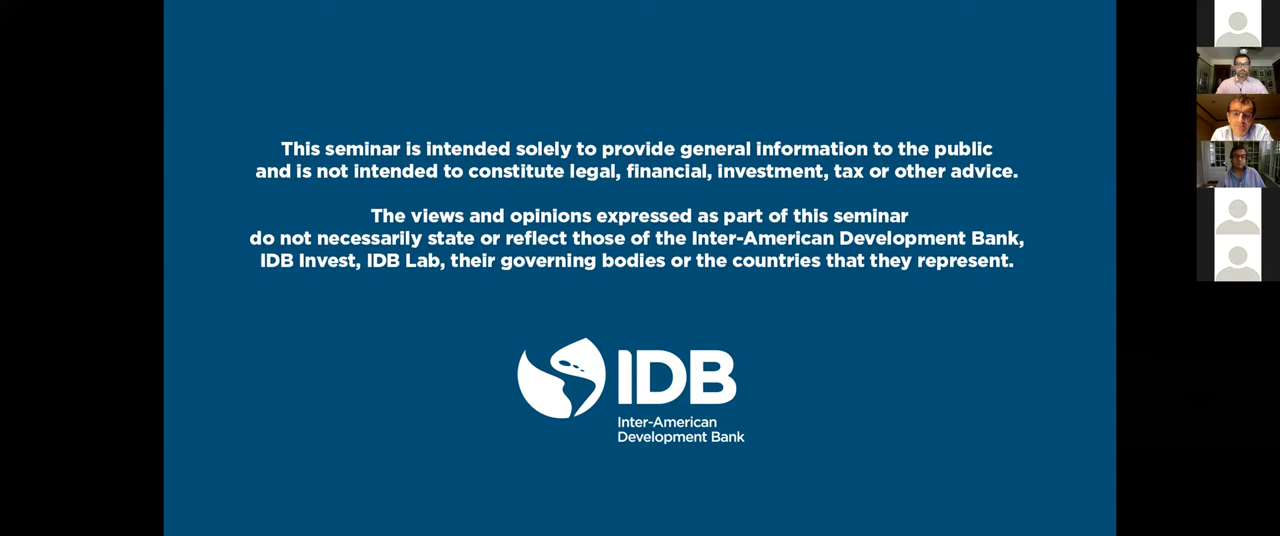 This seminar is intended solely to provide general information to the public
and is not intended to constitute legal, financial, investment, tax or other advice.
The views and opinions expressed as part of this seminar
do not necessarily state or reflect those of the Inter-American Development Bank,
IDB Invest, IDB Lab, their governing bodies or the countries that they represent.
IDB
Inter-American
Development Bank